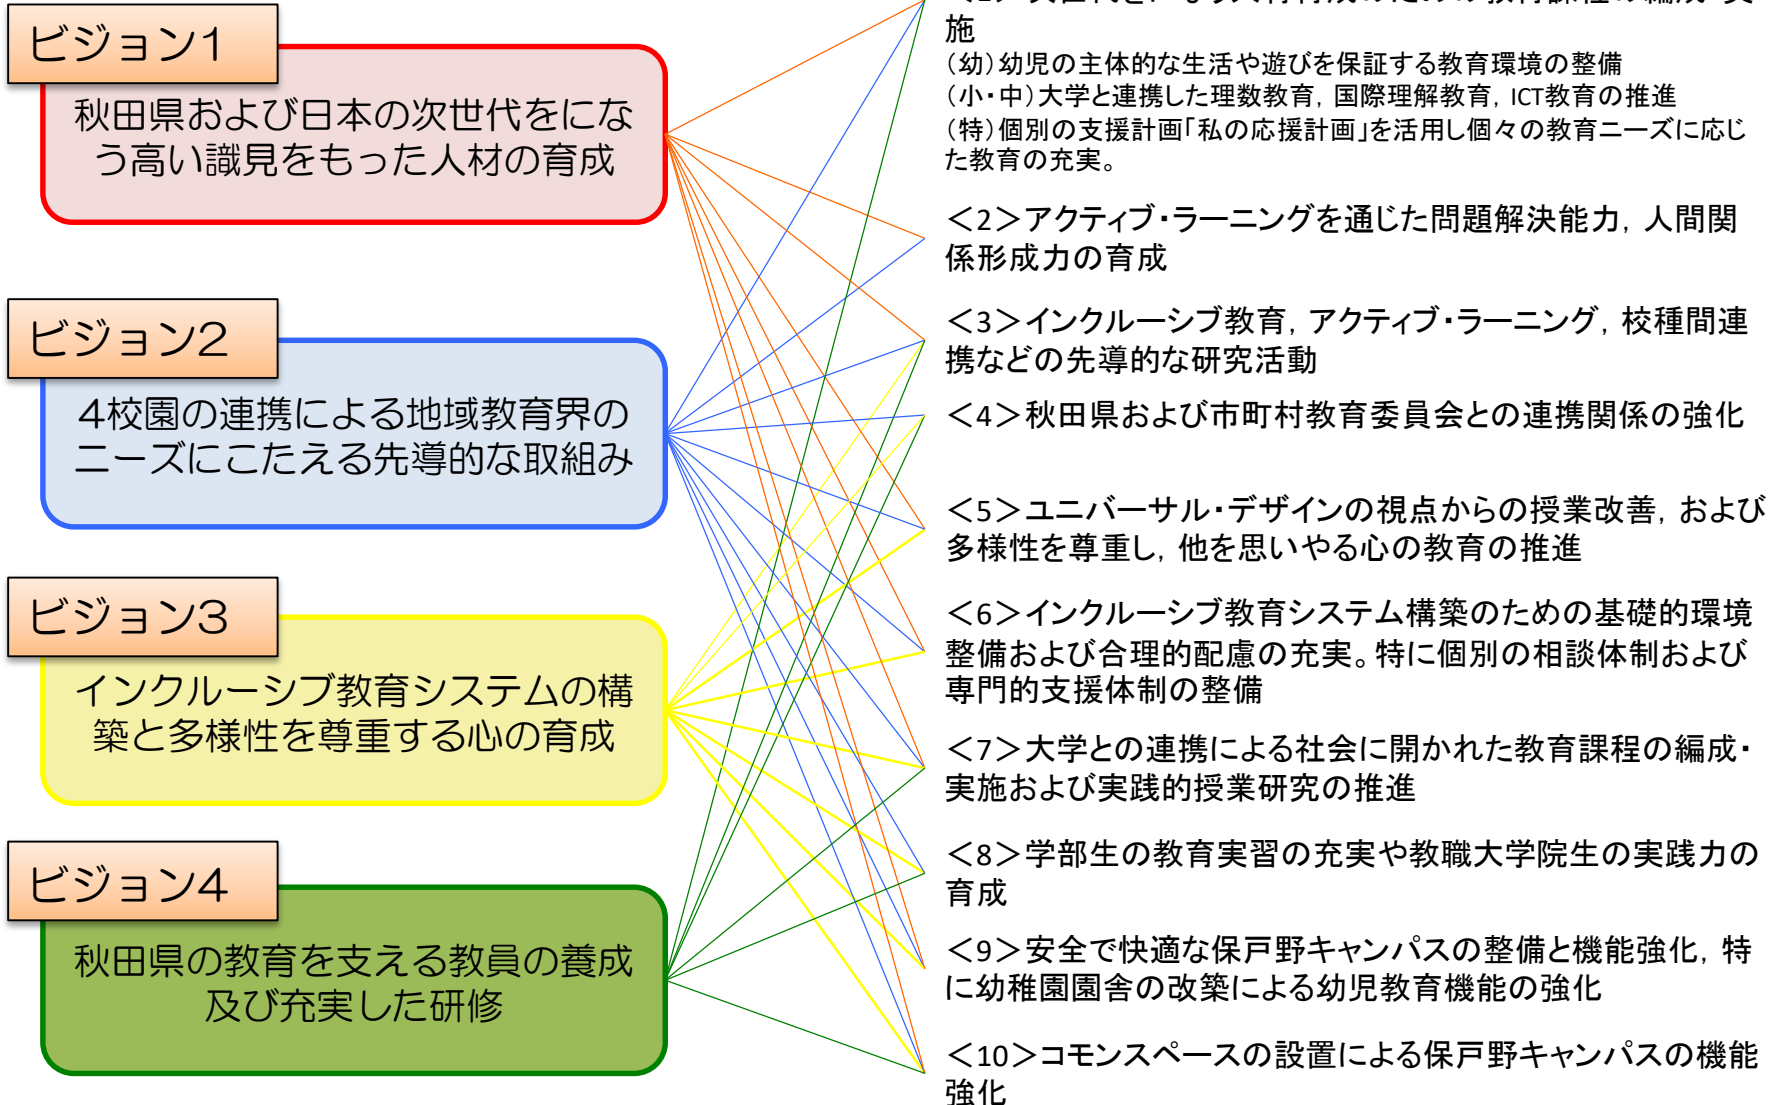 ビジョン1
秋田県および日本の次世代をにな
う高い識見をもった人材の育成
ビジョン2
4校園の連携による地域教育界の
ニーズにこたえる先導的な取組み
ビジョン3
インクルーシブ教育システムの構
築と多様性を尊重する心の育成
ビジョン4
秋田県の教育を支える教員の養成
及び充実した研修
施
(幼)幼児の主体的な生活や遊びを保証する教育環境の整備
(小・中)大学と連携した理数教育,国際理解教育,ICT教育の推進
(特)個別の支援計画「私の応援計画」を活用し個々の教育ニーズに応じ
た教育の充実。
<2>アクティブ・ラーニングを通じた問題解決能力,人間関
係形成力の育成
<3>インクルーシブ教育,アクティブ・ラーニング,校種間連
携などの先導的な研究活動
<4>秋田県および市町村教育委員会との連携関係の強化
<5>ユニバーサル・デザインの視点からの授業改善,および
多様性を尊重し,他を思いやる心の教育の推進
<6>インクルーシブ教育システム構築のための基礎的環境
整備および合理的配慮の充実。特に個別の相談体制および
専門的支援体制の整備
<7>大学との連携による社会に開かれた教育課程の編成・
実施および実践的授業研究の推進
<8>学部生の教育実習の充実や教職大学院生の実践力の
育成
<9>安全で快適な保戸野キャンパスの整備と機能強化,特
に幼稚園園舎の改築による幼児教育機能の強化
<10>コモンスペースの設置による保戸野キャンパスの機能
強化